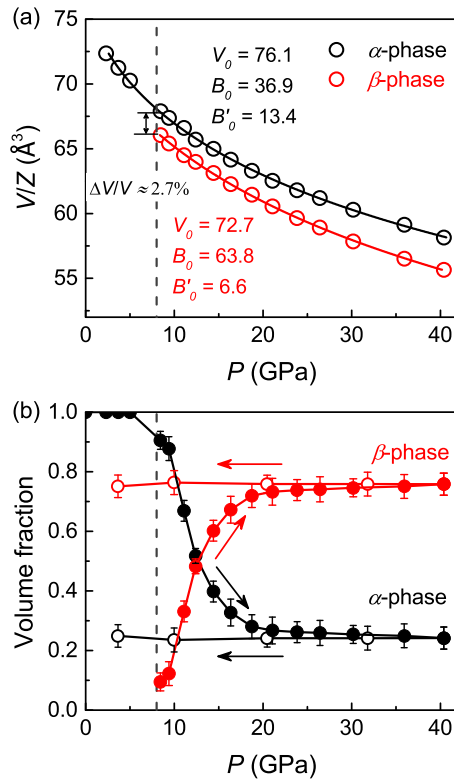 (a)
75
70
65
60
55
V/Z (Å³)
V₀ = 76.1
B₀ = 36.9
B′₀ = 13.4
α-phase
β-phase
ΔV/V ≈ 2.7%
V₀ = 72.7
B₀ = 63.8
B′₀ = 6.6
0 10 20 30 40
P (GPa)
(b)
1.0
0.8
0.6
0.4
0.2
0.0
Volume fraction
β-phase
α-phase
0 10 20 30 40
P (GPa)